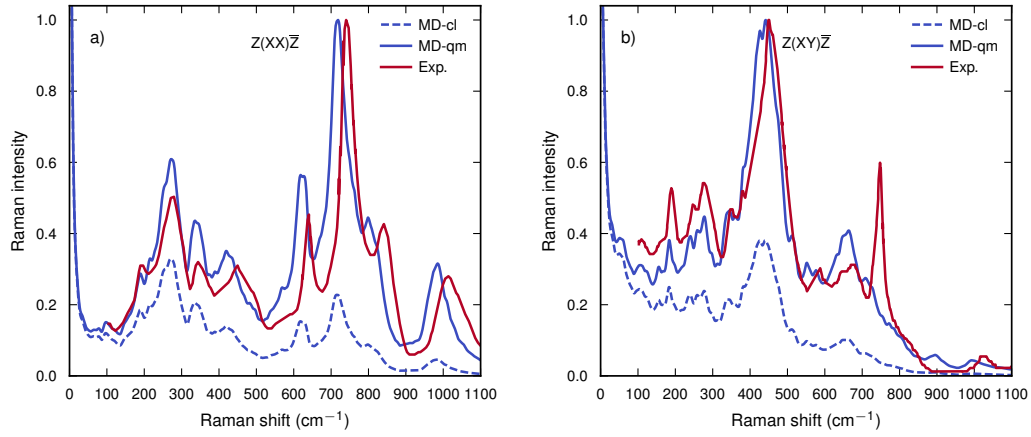 a)
Z(XX)Z̅
MD-cl
MD-qm
Exp.
Raman intensity
1.0
0.8
0.6
0.4
0.2
0.0
0 100 200 300 400 500 600 700 800 900 1000 1100
Raman shift (cm⁻¹)
b)
Z(XY)Z̅
MD-cl
MD-qm
Exp.
Raman intensity
1.0
0.8
0.6
0.4
0.2
0.0
0 100 200 300 400 500 600 700 800 900 1000 1100
Raman shift (cm⁻¹)